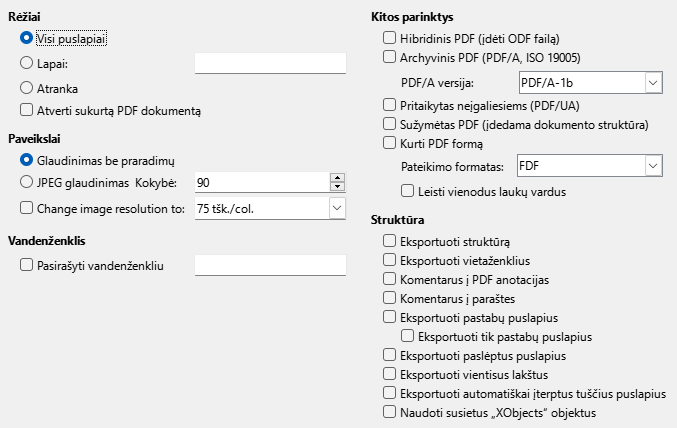 Rėžiai
Visi puslapiai
Lapai:
Atranka
Atverti sukurtą PDF dokumentą
Paveikslai
Glaudinimas be praradimų
JPEG glaudinimas Kokybė: 90
Change image resolution to: 75 tšk./col.
Vandenženklis
Pasirašyti vandenženkliu
Kitos parinktys
Hibridinis PDF (įdėti ODF failą)
Archyvinis PDF (PDF/A, ISO 19005)
PDF/A versija: PDF/A-1b
Pritaikytas neįgaliesiems (PDF/UA)
Sužymėtas PDF (įdedama dokumento struktūra)
Kurti PDF formą
Pateikimo formatas: FDF
Leisti vienodus laukų vardus
Struktūra
Eksportuoti struktūrą
Eksportuoti vietaženklius
Komentarus į PDF anotacijas
Komentarus į paraštes
Eksportuoti pastabų puslapius
Eksportuoti tik pastabų puslapius
Eksportuoti paslėptus puslapius
Eksportuoti vientisus lakštus
Eksportuoti automatiškai įterptus tuščius puslapius
Naudoti susietus „XObjects“ objektus